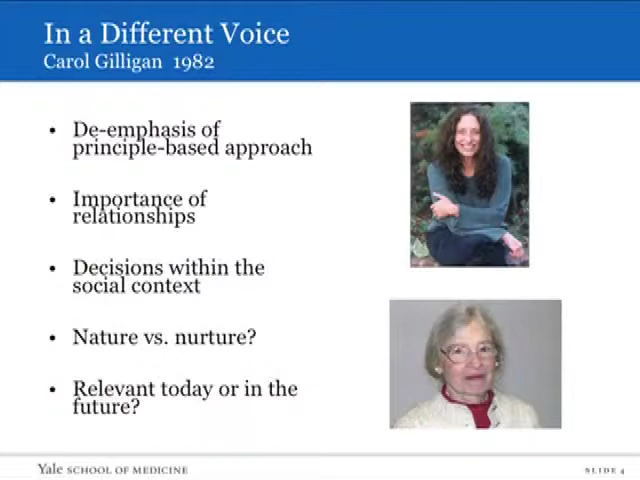 In a Different Voice
Carol Gilligan 1982
• De-emphasis of
principle-based approach
• Importance of
relationships
• Decisions within the
social context
• Nature vs. nurture?
• Relevant today or in the
future?
Yale SCHOOL OF MEDICINE
SLIDE 4